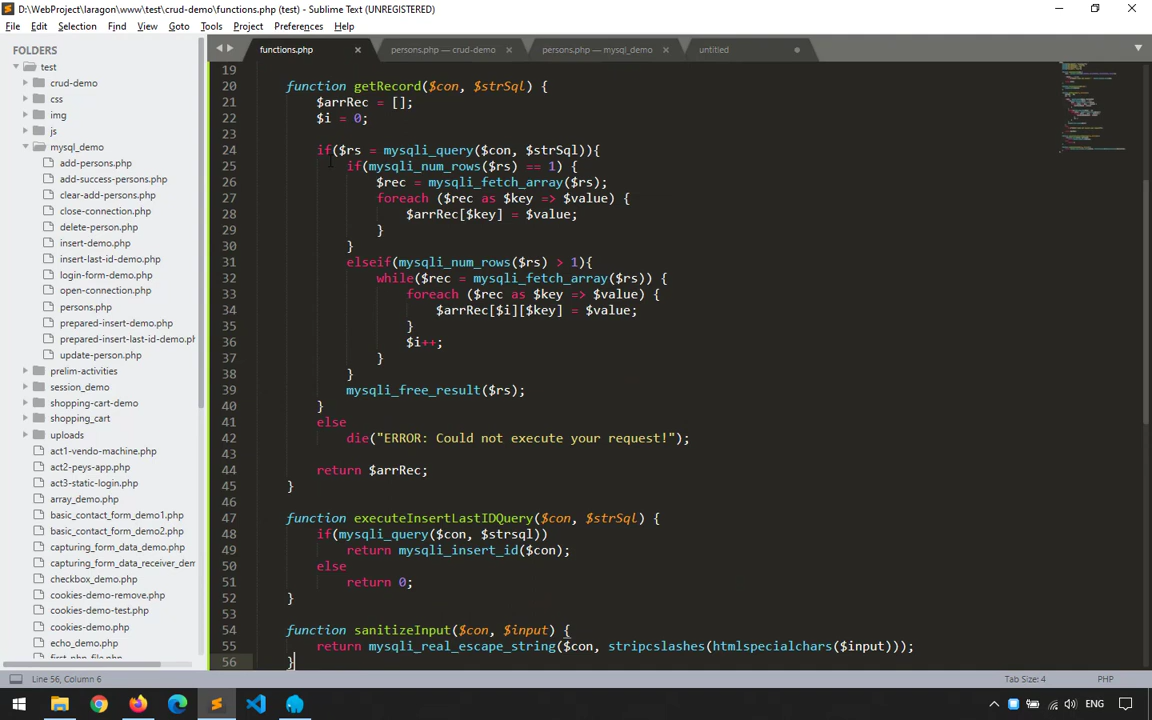 D:\WebProject\laragon\www\test\crud-demo\functions.php (test) - Sublime Text (UNREGISTERED)
File Edit Selection Find View Goto Tools Project Preferences Help
FOLDERS
test
crud-demo
css
img
js
mysql_demo
add-persons.php
add-success-persons.php
clear-add-persons.php
close-connection.php
delete-person.php
insert-demo.php
insert-last-id-demo.php
login-form-demo.php
open-connection.php
persons.php
prepared-insert-demo.php
prepared-insert-last-id-demo.ph
update-person.php
prelim-activities
session_demo
shopping-cart-demo
shopping_cart
uploads
act1-vendo-machine.php
act2-peys-app.php
act3-static-login.php
array_demo.php
basic_contact_form_demo1.php
basic_contact_form_demo2.php
capturing_form_data_demo.php
capturing_form_data_receiver_dem
checkbox_demo.php
cookies-demo-remove.php
cookies-demo-test.php
cookies-demo.php
echo_demo.php
first_php_file.php
functions.php persons.php — crud-demo persons.php — mysql_demo untitled
19
20 function getRecord($con, $strSql) {
21 $arrRec = [];
22 $i = 0;
23
24 if($rs = mysqli_query($con, $strSql)){
25 if(mysqli_num_rows($rs) == 1) {
26 $rec = mysqli_fetch_array($rs);
27 foreach ($rec as $key => $value) {
28 $arrRec[$key] = $value;
29 }
30 }
31 elseif(mysqli_num_rows($rs) > 1){
32 while($rec = mysqli_fetch_array($rs)) {
33 foreach ($rec as $key => $value) {
34 $arrRec[$i][$key] = $value;
35 }
36 $i++;
37 }
38 }
39 mysqli_free_result($rs);
40 }
41 else
42 die("ERROR: Could not execute your request!");
43
44 return $arrRec;
45 }
46
47 function executeInsertLastIDQuery($con, $strSql) {
48 if(mysqli_query($con, $strsql))
49 return mysqli_insert_id($con);
50 else
51 return 0;
52 }
53
54 function sanitizeInput($con, $input) {
55 return mysqli_real_escape_string($con, stripcslashes(htmlspecialchars($input)));
56 }
Line 56, Column 6 Tab Size: 4 PHP
ENG